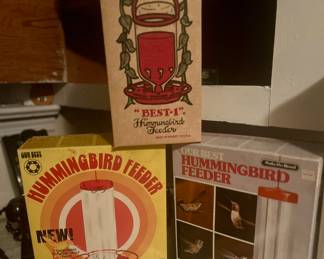 "BEST-1"
Hummingbird
Feeder
OUR BEST
HUMMINGBIRD FEEDER
NEW!
OUR BEST
HUMMINGBIRD
FEEDER